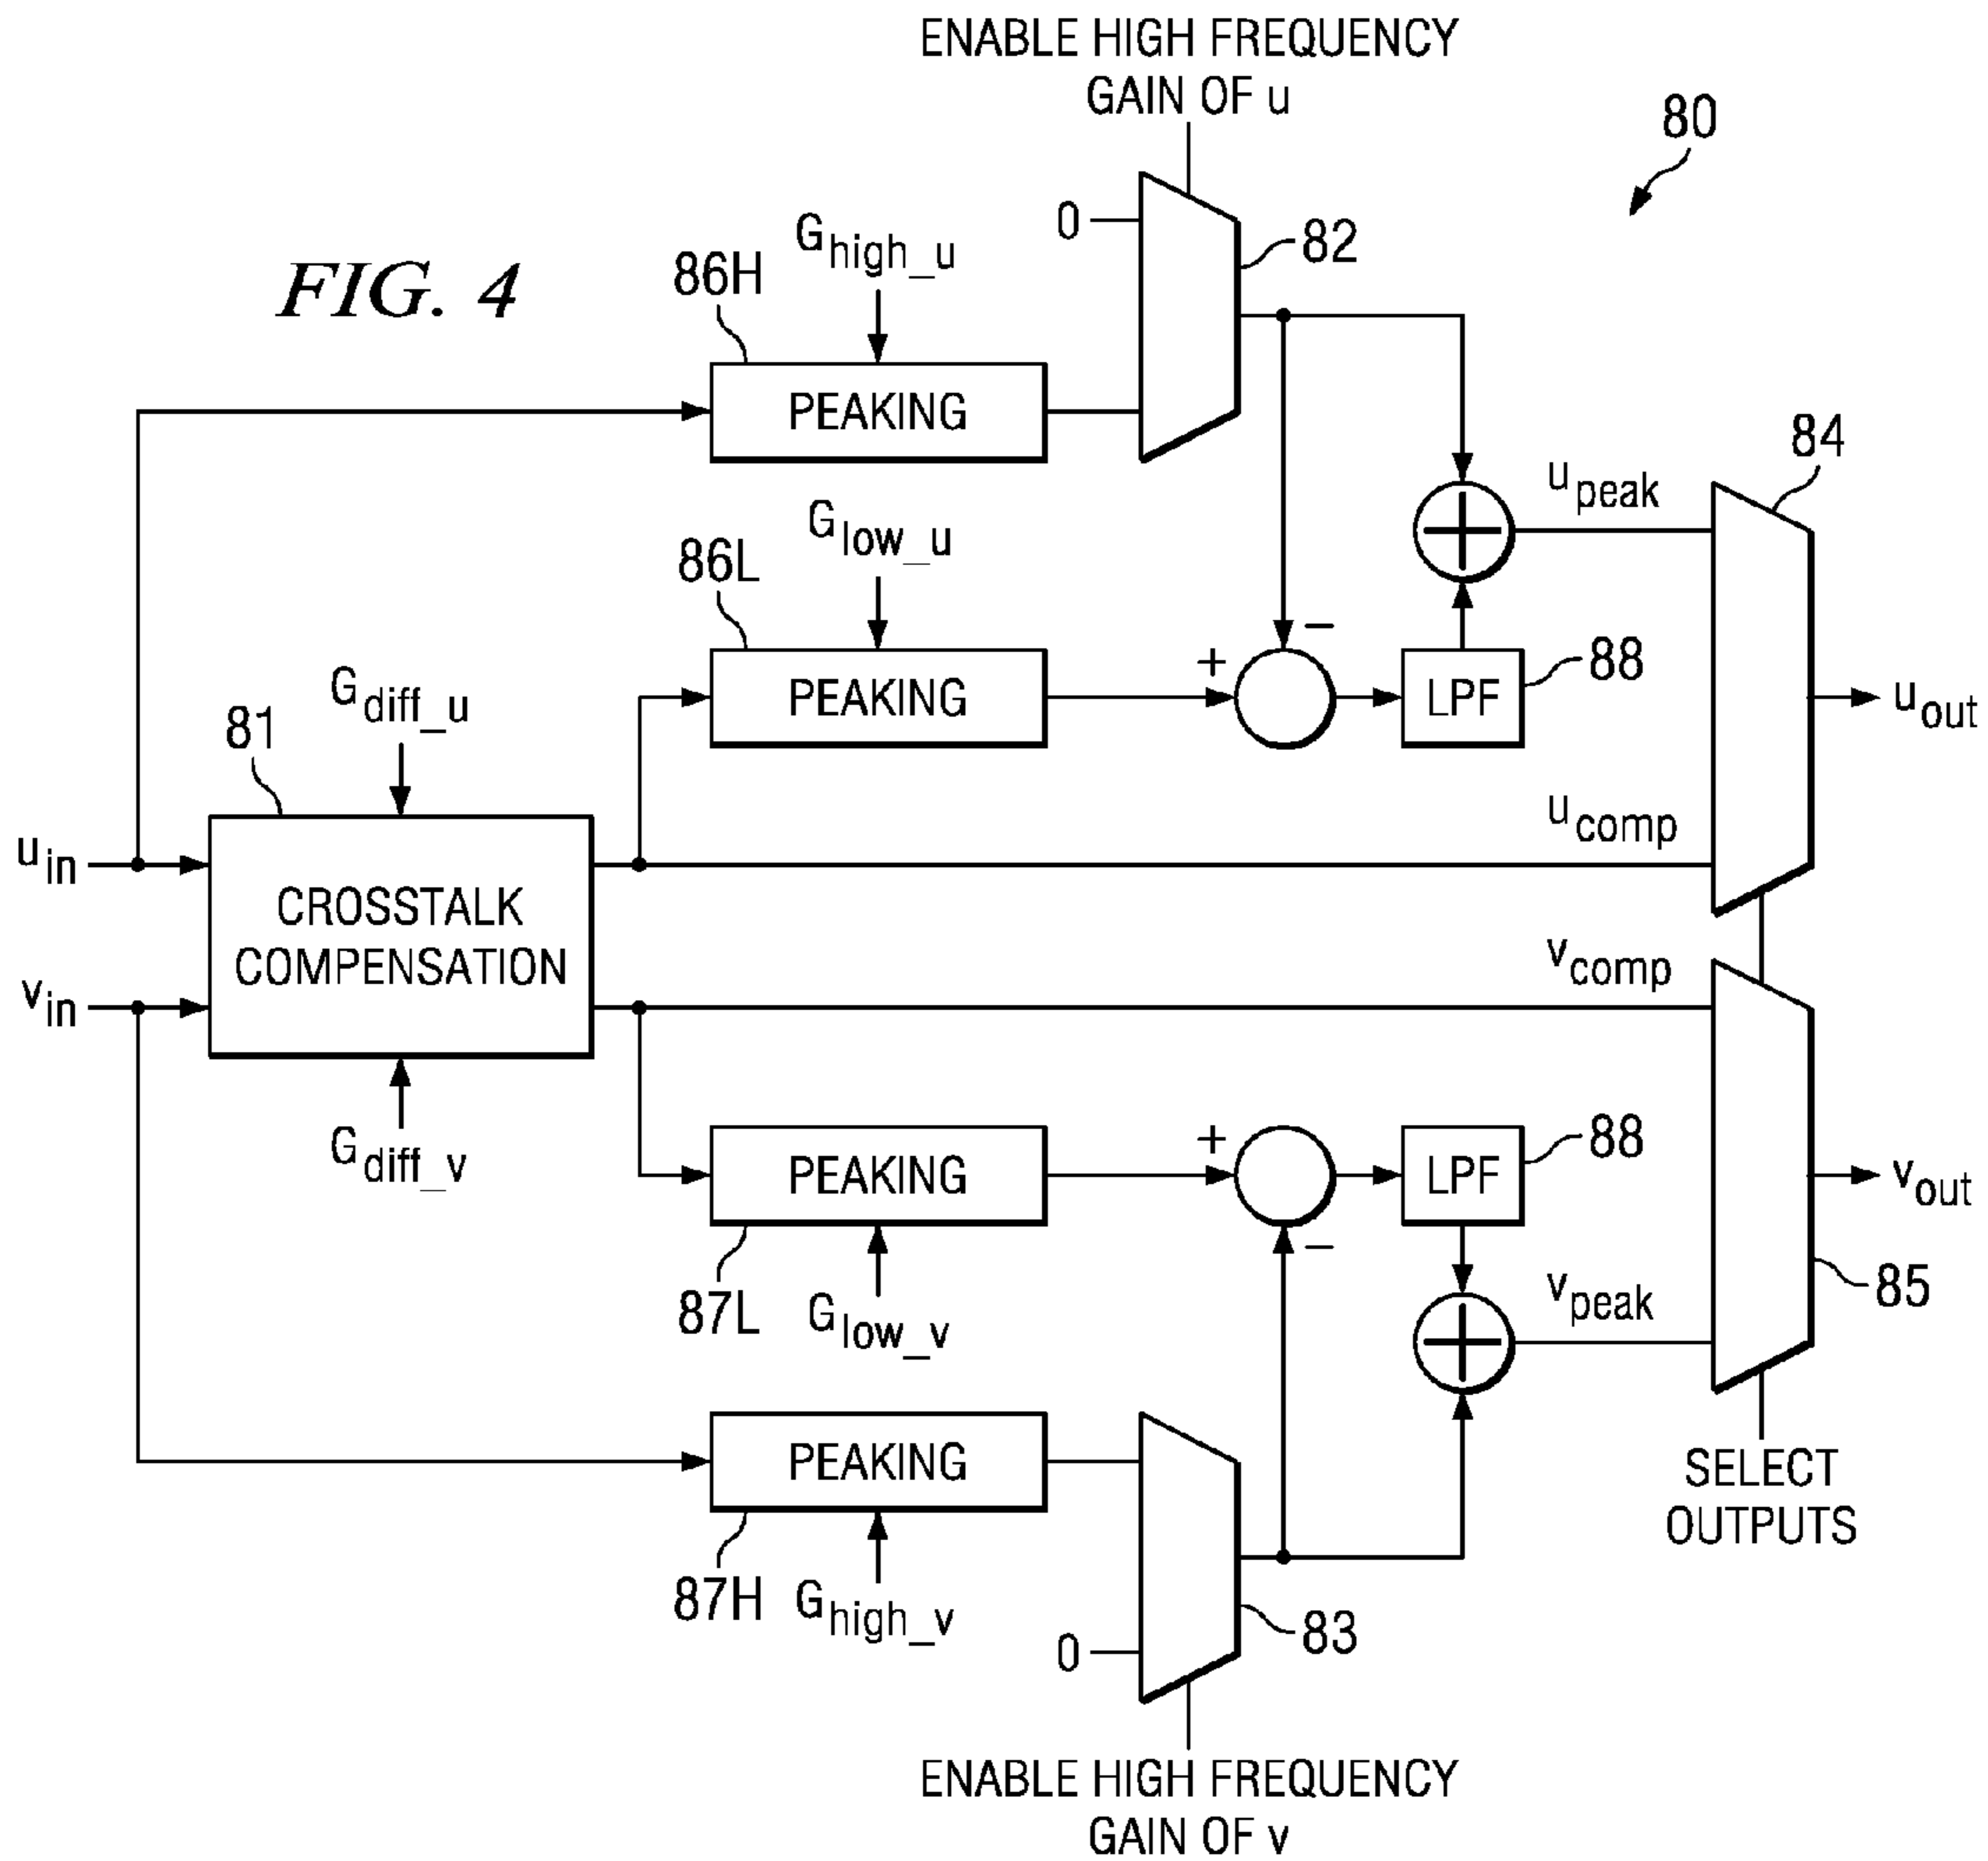 ENABLE HIGH FREQUENCY
GAIN OF u
80
FIG. 4
0
82
G high_u
86H
PEAKING
84
G low_u
86L
u peak
+
−
PEAKING
LPF
88
u out
G diff_u
81
u comp
u in
CROSSTALK
COMPENSATION
v comp
v in
G diff_v
+
−
PEAKING
LPF
88
v out
87L
G low_v
v peak
85
PEAKING
SELECT
OUTPUTS
87H
G high_v
0
83
ENABLE HIGH FREQUENCY
GAIN OF v